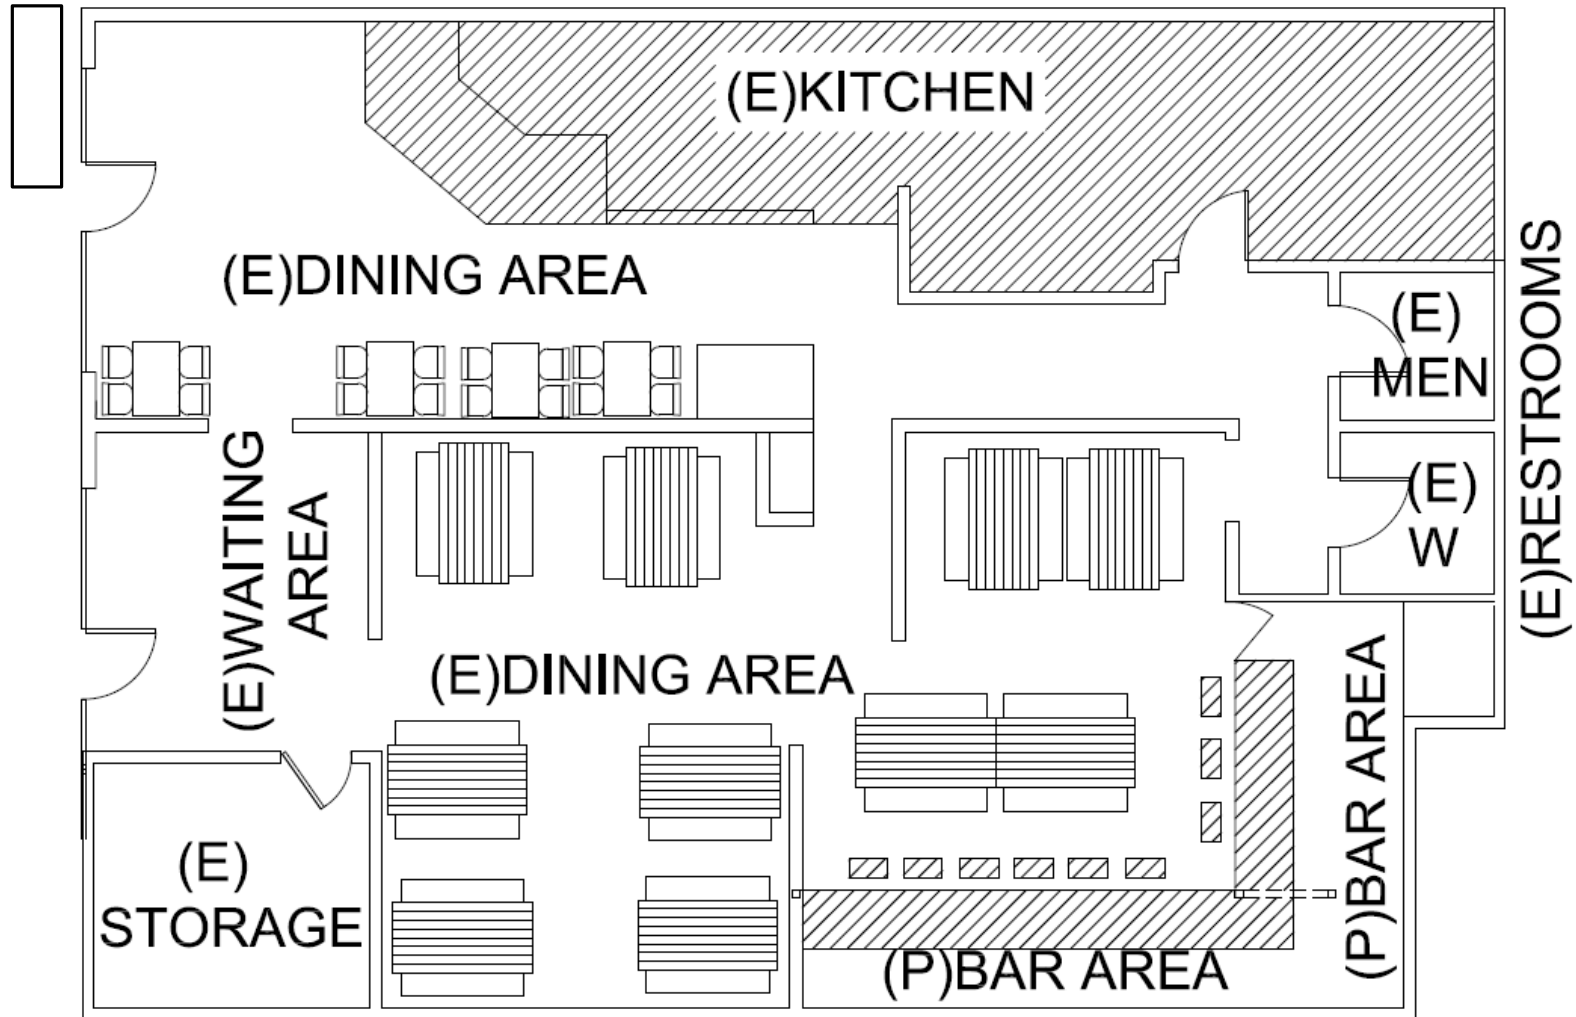 (E)KITCHEN
(E)DINING AREA
(E)
MEN
(E)RESTROOMS
(E)WAITING
AREA
(E)
W
(E)DINING AREA
(P)BAR AREA
(E)
STORAGE
(P)BAR AREA